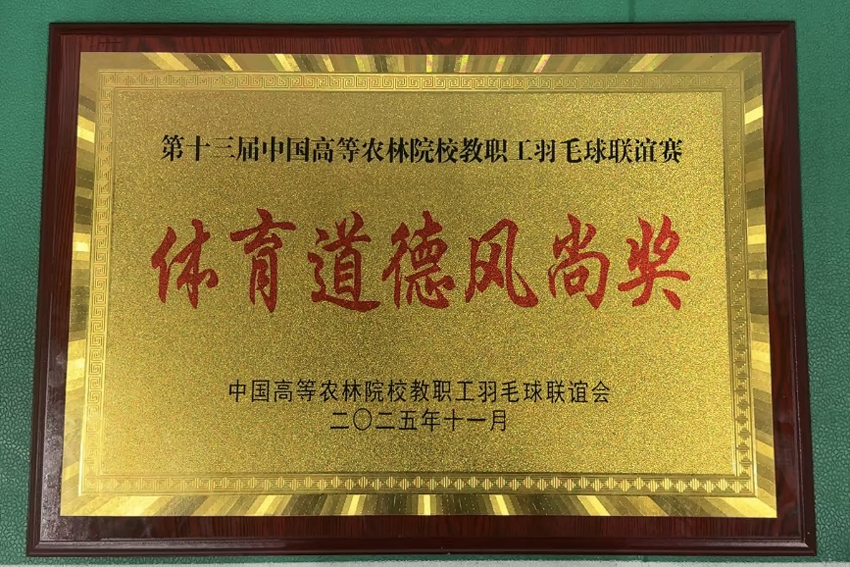 第十三届中国高等农林院校教职工羽毛球联谊赛
体育道德风尚奖
中国高等农林院校教职工羽毛球联谊会
二〇二五年十一月